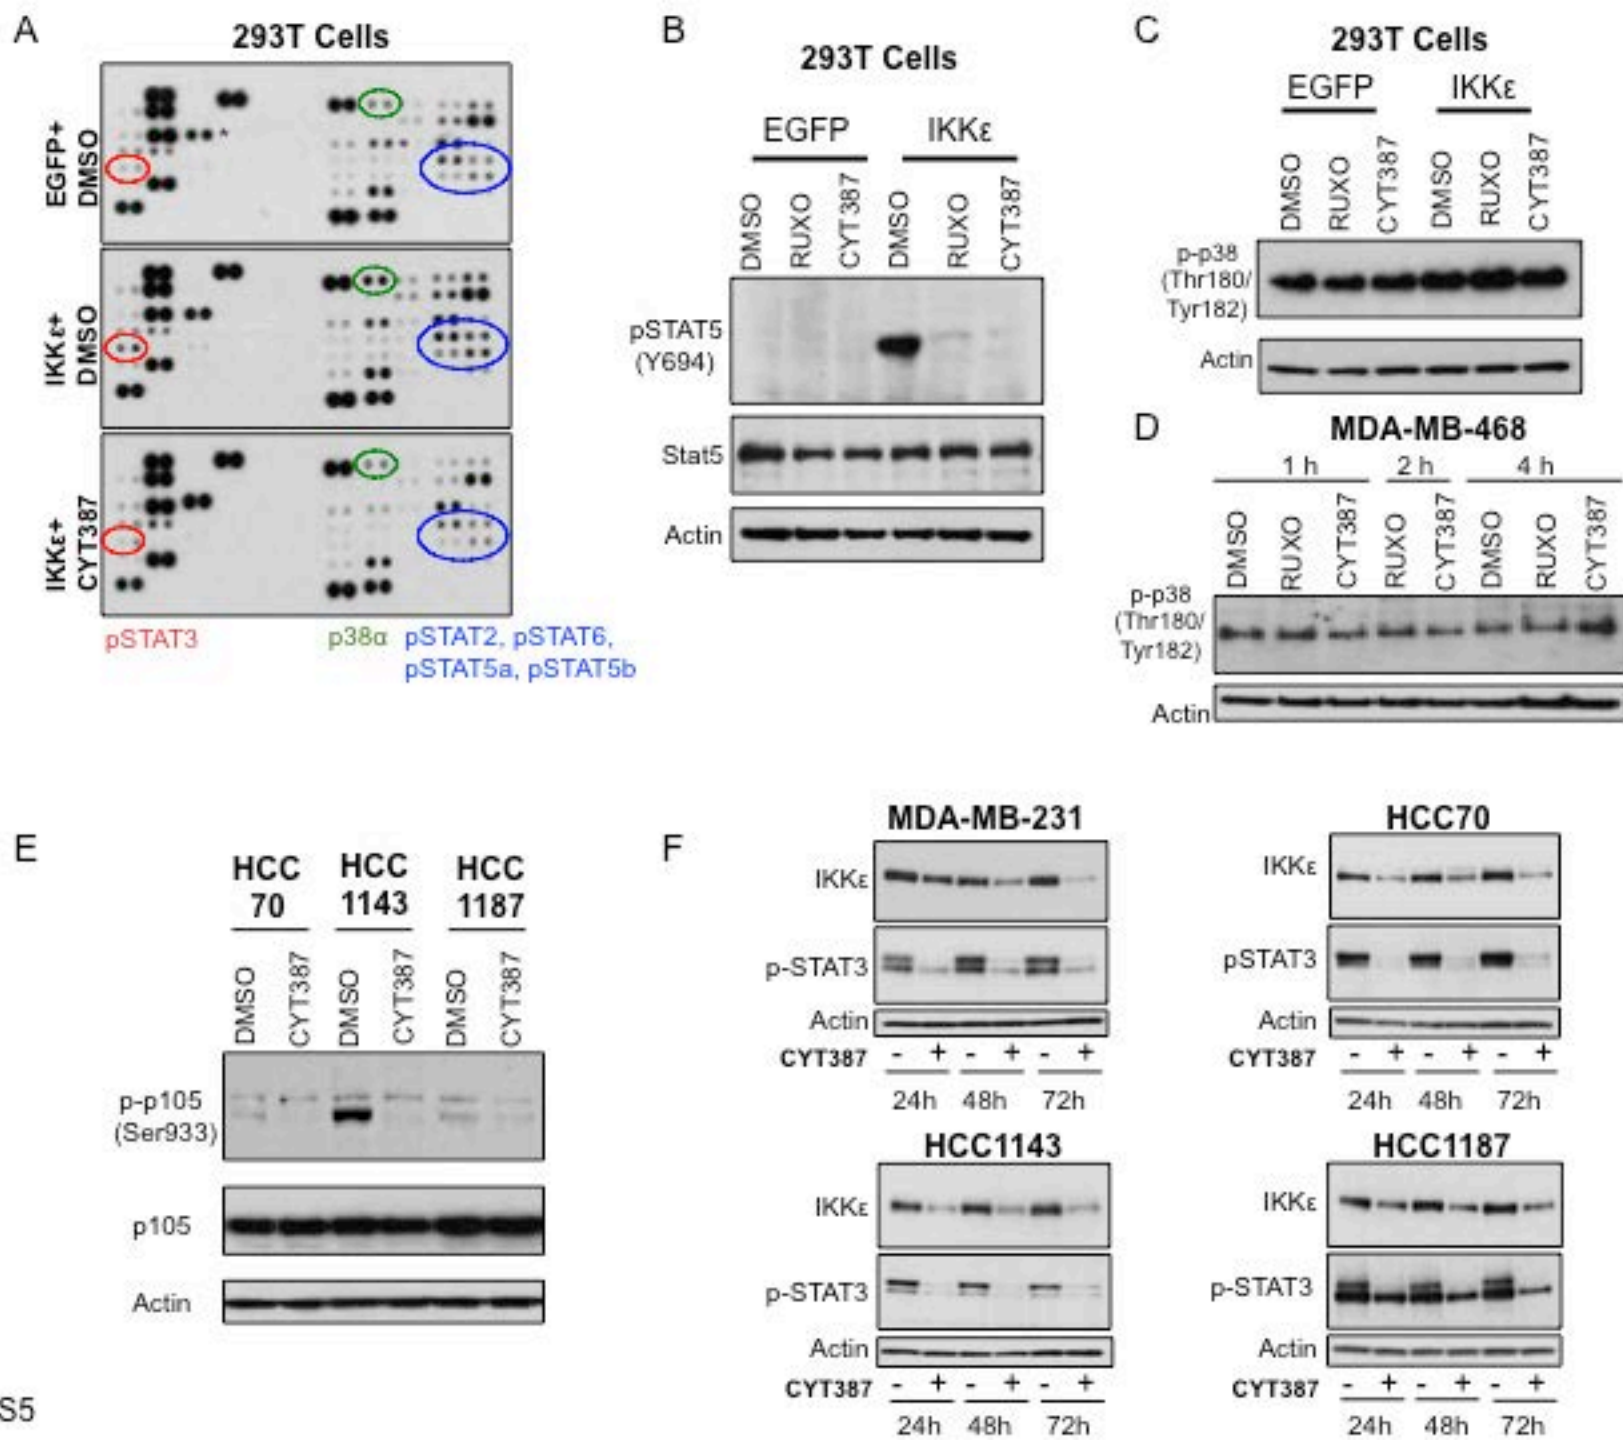 A
293T Cells
EGFP+
DMSO
IKKε+
DMSO
IKKε+
CYT387
pSTAT3
p38α
pSTAT2, pSTAT6,
pSTAT5a, pSTAT5b
B
293T Cells
EGFP
IKKε
DMSO
RUXO
CYT387
DMSO
RUXO
CYT387
pSTAT5
(Y694)
Stat5
Actin
C
293T Cells
EGFP
IKKε
DMSO
RUXO
CYT387
DMSO
RUXO
CYT387
p-p38
(Thr180/
Tyr182)
Actin
D
MDA-MB-468
1 h
2 h
4 h
DMSO
RUXO
CYT387
RUXO
CYT387
DMSO
RUXO
CYT387
p-p38
(Thr180/
Tyr182)
Actin
E
HCC
70
HCC
1143
HCC
1187
DMSO
CYT387
DMSO
CYT387
DMSO
CYT387
p-p105
(Ser933)
p105
Actin
F
MDA-MB-231
IKKε
p-STAT3
Actin
CYT387 - + - + - +
24h 48h 72h
HCC70
IKKε
pSTAT3
Actin
CYT387 - + - + - +
24h 48h 72h
HCC1143
IKKε
p-STAT3
Actin
CYT387 - + - + - +
24h 48h 72h
HCC1187
IKKε
p-STAT3
Actin
CYT387 - + - + - +
24h 48h 72h
S5